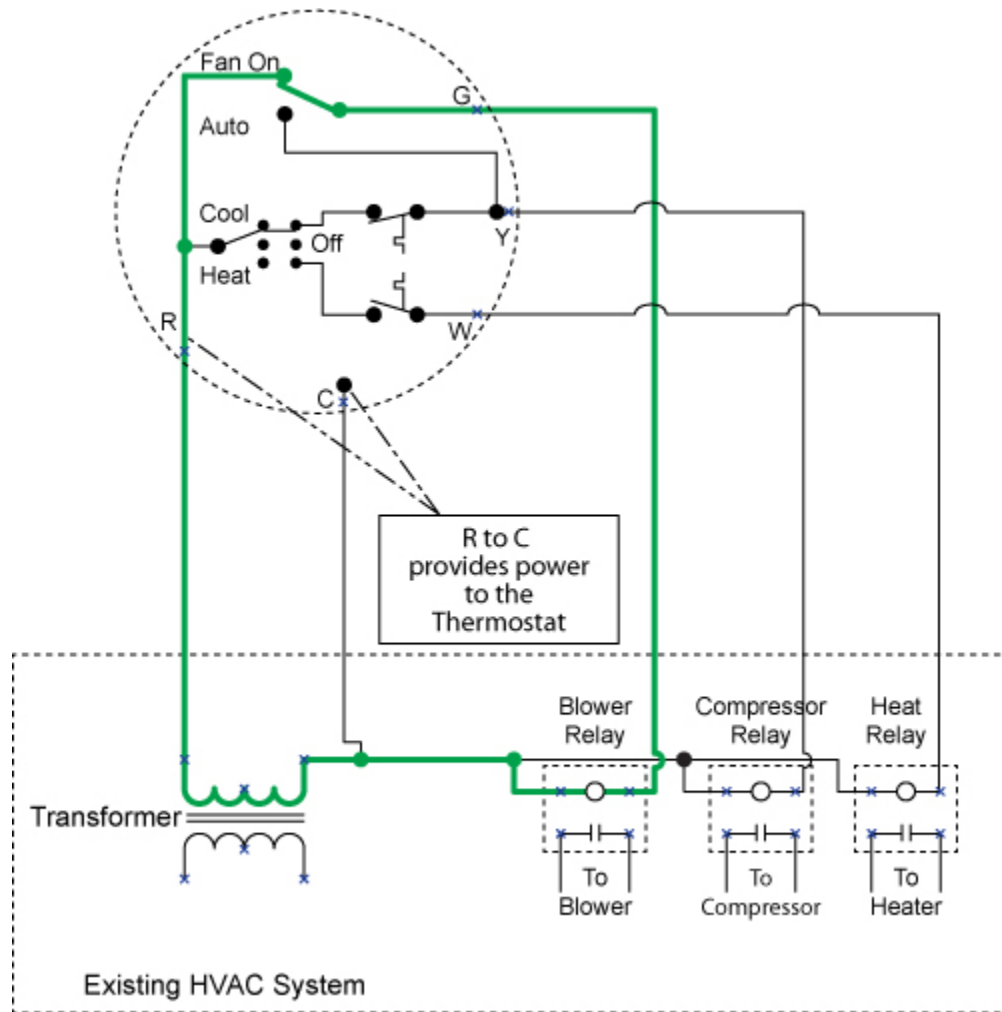 Fan On
G
Auto
Cool
Off
Y
Heat
R
W
C
R to C
provides power
to the
Thermostat
Blower
Relay
Compressor
Relay
Heat
Relay
Transformer
To
Blower
To
Compressor
To
Heater
Existing HVAC System